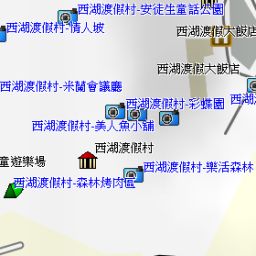 西湖渡假村-安徒生童話公園
西湖渡假村-情人坡
西湖渡假大飯店
西湖渡假大飯店
西湖渡假村-米蘭會議廳
西湖渡
西湖渡假村-彩蝶園
西湖渡假村-美人魚小舖
西湖渡假村
童遊樂場
西湖渡假村-樂活森林
西湖渡假村-森林烤肉區